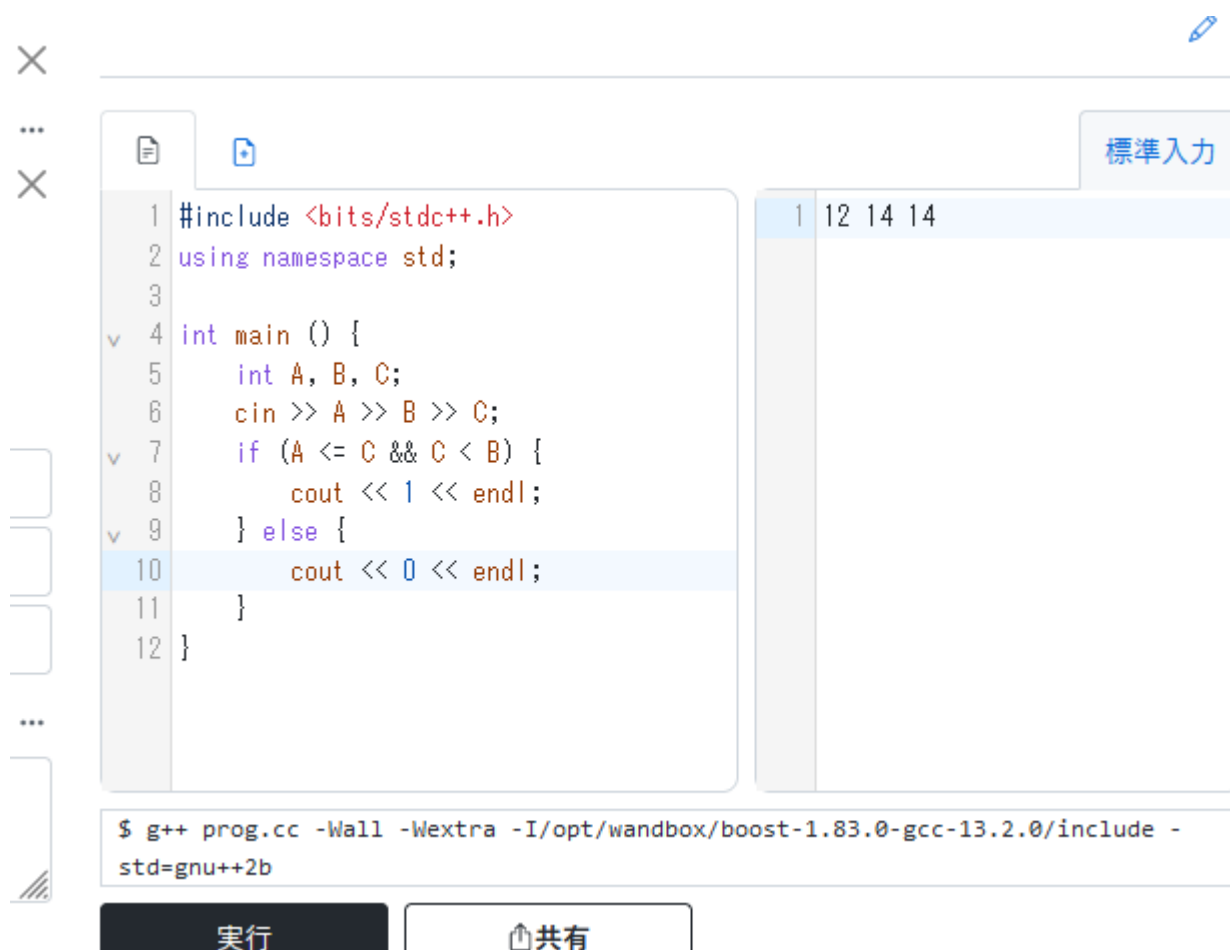 標準入力
1 #include <bits/stdc++.h>
2 using namespace std;
3
4 int main () {
5     int A, B, C;
6     cin >> A >> B >> C;
7     if (A <= C && C < B) {
8         cout << 1 << endl;
9     } else {
10         cout << 0 << endl;
11     }
12 }
1 12 14 14
$ g++ prog.cc -Wall -Wextra -I/opt/wandbox/boost-1.83.0-gcc-13.2.0/include -
std=gnu++2b
実行
共有